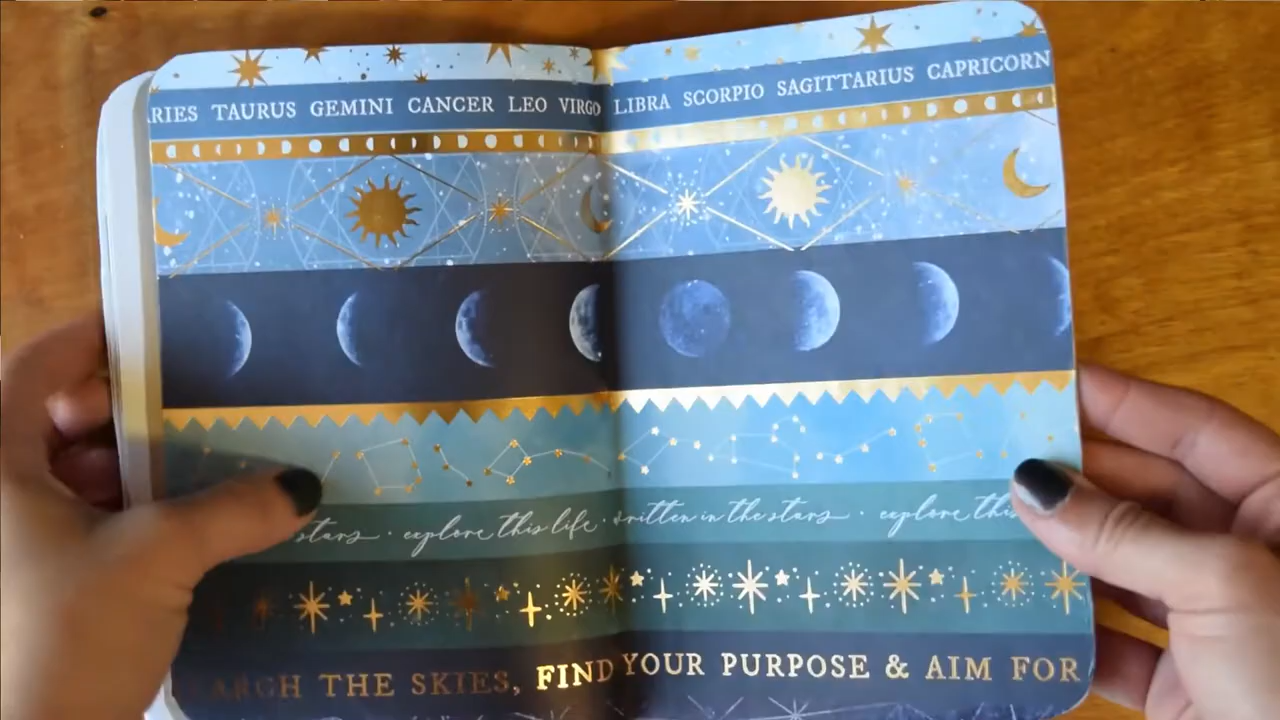 ARIES TAURUS GEMINI CANCER LEO VIRGO LIBRA SCORPIO SAGITTARIUS CAPRICORN
stars · explore this life · written in the stars · explore this
THE SKIES, FIND YOUR PURPOSE & AIM FOR